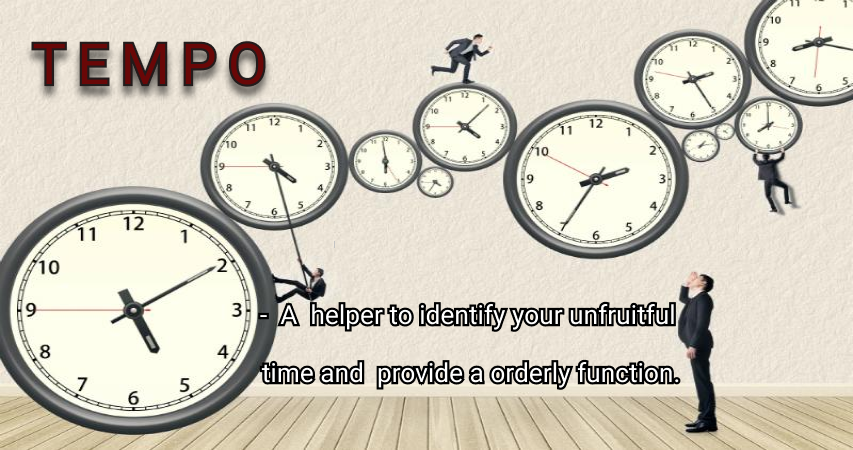 TEMPO
- A helper to identify your unfruitful
time and provide a orderly function.